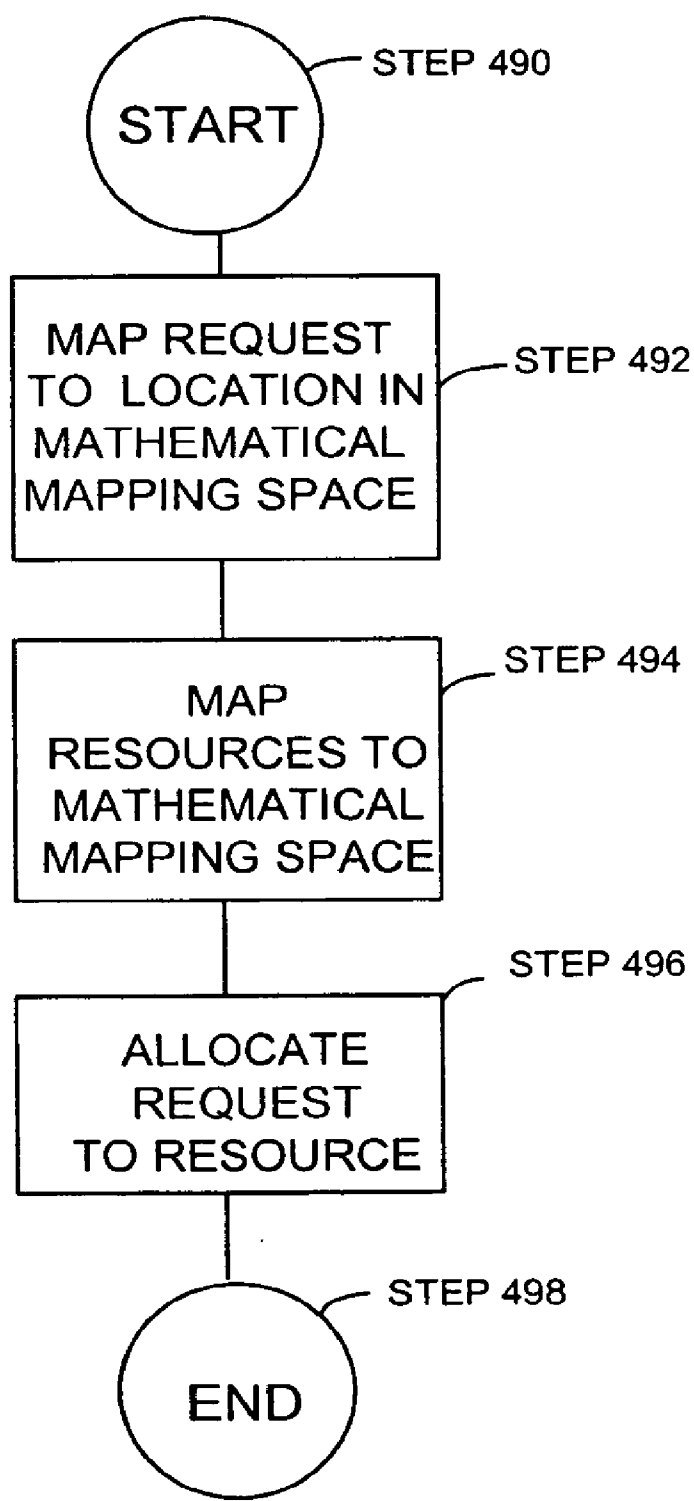 STEP 490
START
MAP REQUEST
TO LOCATION IN
MATHEMATICAL
MAPPING SPACE
STEP 492
STEP 494
MAP
RESOURCES TO
MATHEMATICAL
MAPPING SPACE
STEP 496
ALLOCATE
REQUEST
TO RESOURCE
STEP 498
END